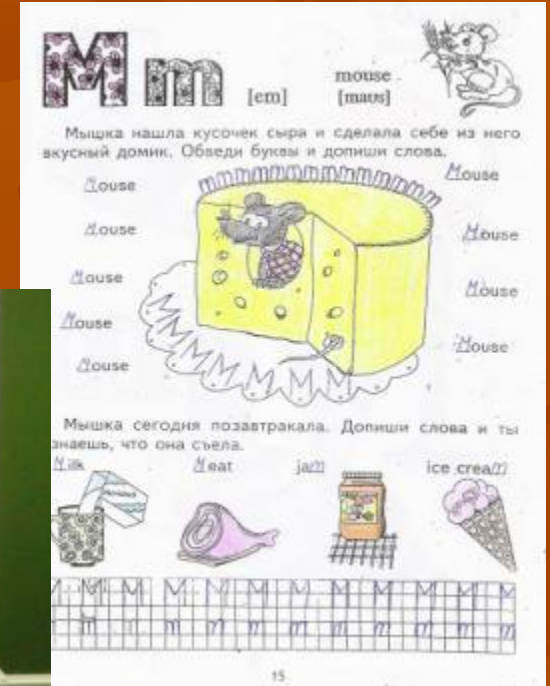 M m [em] mouse [maʊs]
Мышка нашла кусочек сыра и сделала себе из него
вкусный домик. Обведи буквы и допиши слова.
Mouse
Mouse
Mouse
Mouse
Mouse
Mouse
Mouse
Mouse
Mouse
Мышка сегодня позавтракала. Допиши слова и ты
знаешь, что она съела.
Milk Meat jam ice cream
M M M M M M M M M M M
m m m m m m m m m m
15